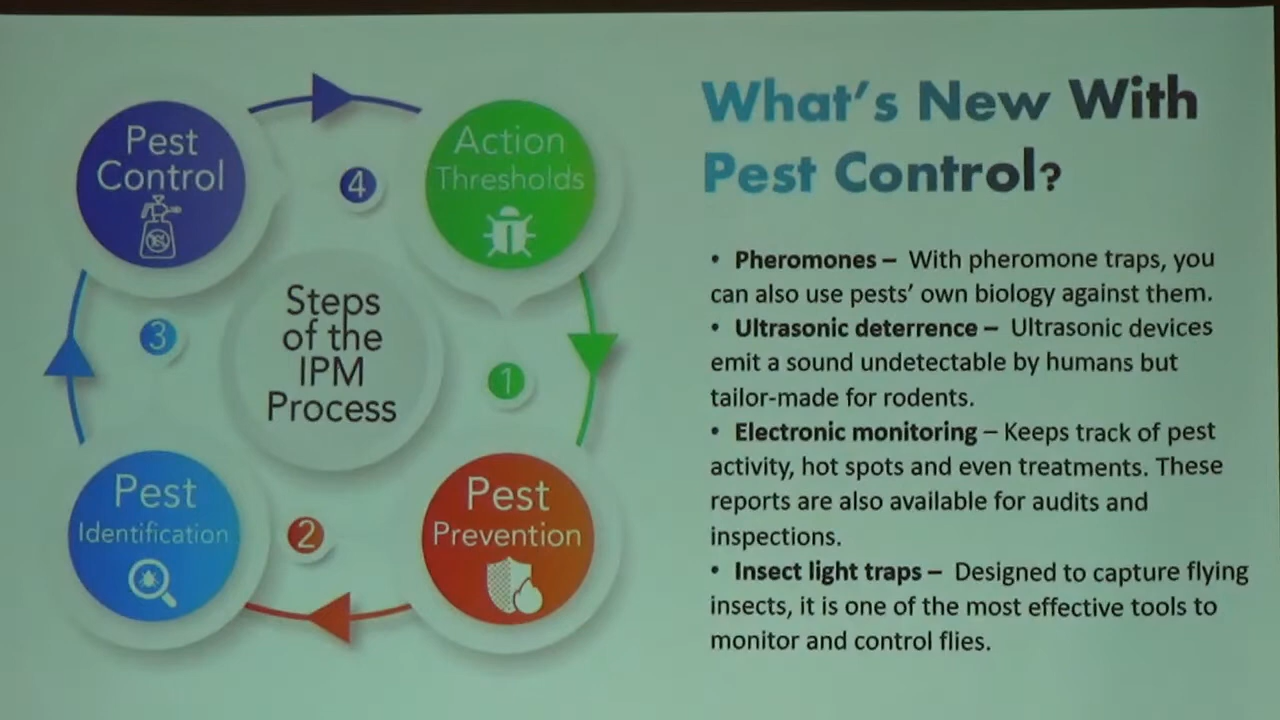 Pest
Control
4
Action
Thresholds
Steps
of the
IPM
Process
3
1
Pest
Identification
2
Pest
Prevention
What's New With
Pest Control?
• Pheromones – With pheromone traps, you
can also use pests' own biology against them.
• Ultrasonic deterrence – Ultrasonic devices
emit a sound undetectable by humans but
tailor-made for rodents.
• Electronic monitoring – Keeps track of pest
activity, hot spots and even treatments. These
reports are also available for audits and
inspections.
• Insect light traps – Designed to capture flying
insects, it is one of the most effective tools to
monitor and control flies.